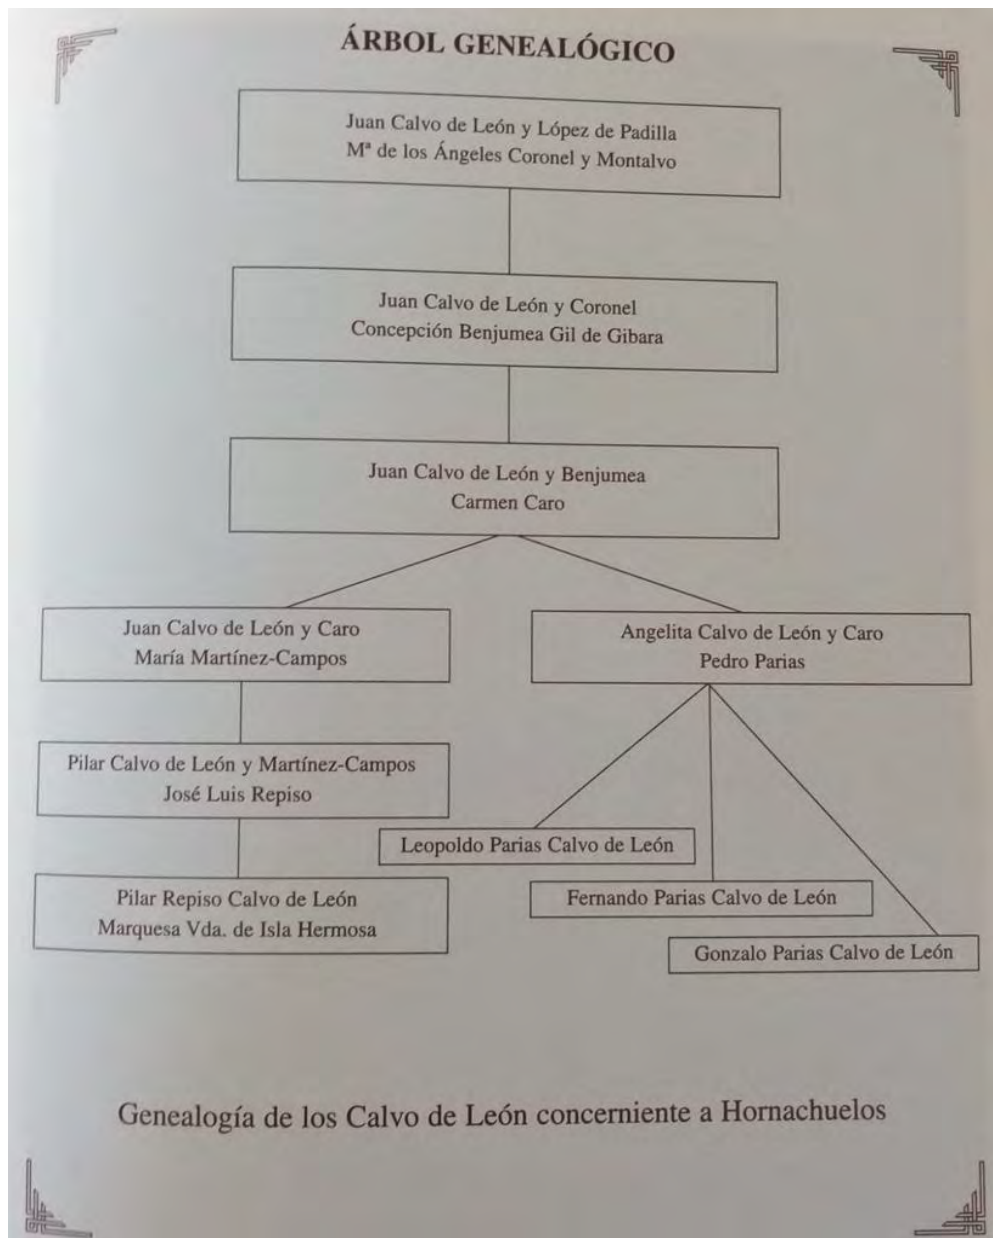 ÁRBOL GENEALÓGICO
Juan Calvo de León y López de Padilla
Mª de los Ángeles Coronel y Montalvo
Juan Calvo de León y Coronel
Concepción Benjumea Gil de Gibara
Juan Calvo de León y Benjumea
Carmen Caro
Juan Calvo de León y Caro
María Martínez-Campos
Angelita Calvo de León y Caro
Pedro Parias
Pilar Calvo de León y Martínez-Campos
José Luis Repiso
Leopoldo Parias Calvo de León
Pilar Repiso Calvo de León
Marquesa Vda. de Isla Hermosa
Fernando Parias Calvo de León
Gonzalo Parias Calvo de León
Genealogía de los Calvo de León concerniente a Hornachuelos